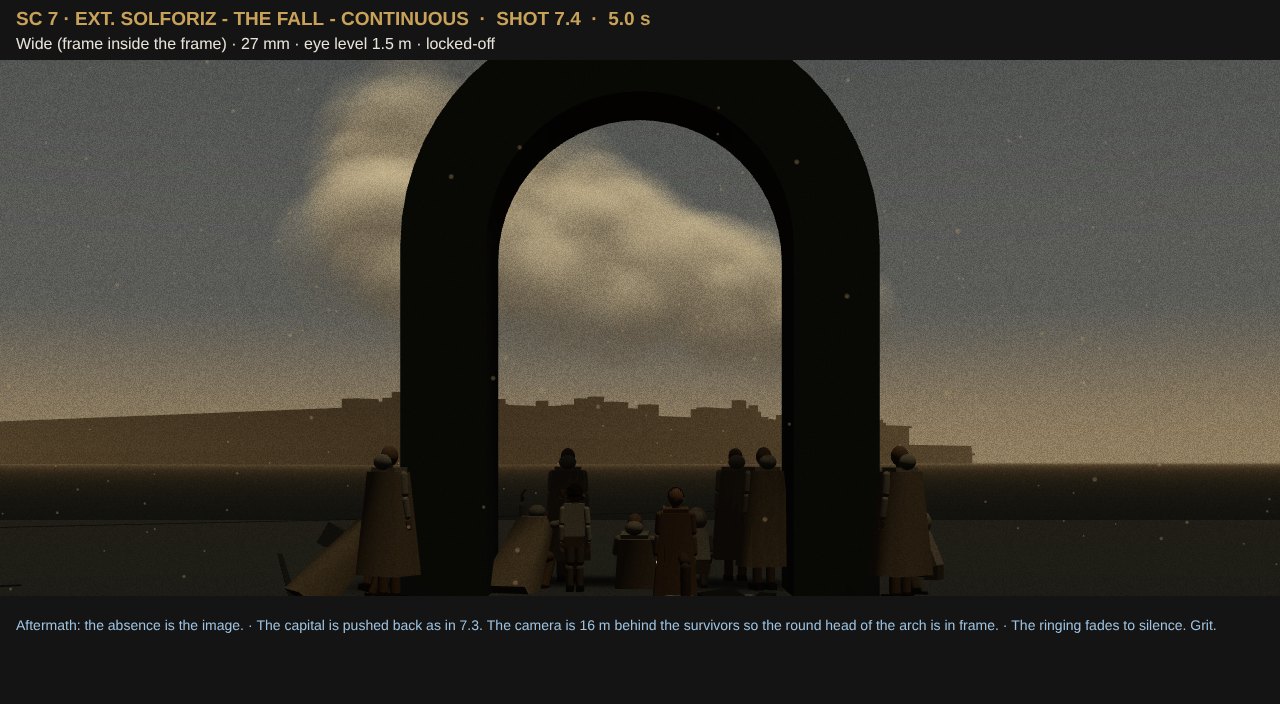 SC 7 · EXT. SOLFORIZ - THE FALL - CONTINUOUS · SHOT 7.4 · 5.0 s
Wide (frame inside the frame) · 27 mm · eye level 1.5 m · locked-off
Aftermath: the absence is the image. · The capital is pushed back as in 7.3. The camera is 16 m behind the survivors so the round head of the arch is in frame. · The ringing fades to silence. Grit.